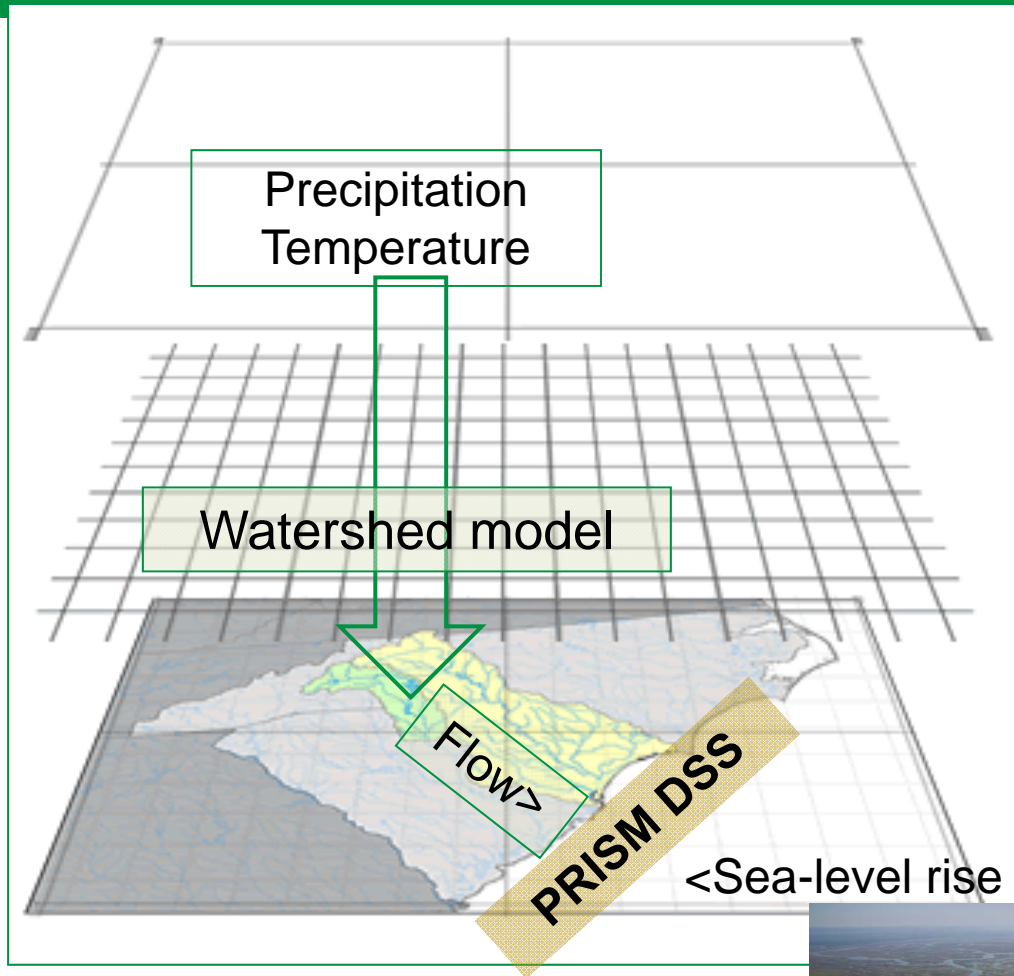 Precipitation
Temperature
Watershed model
Flow>
PRISM DSS
<Sea-level rise